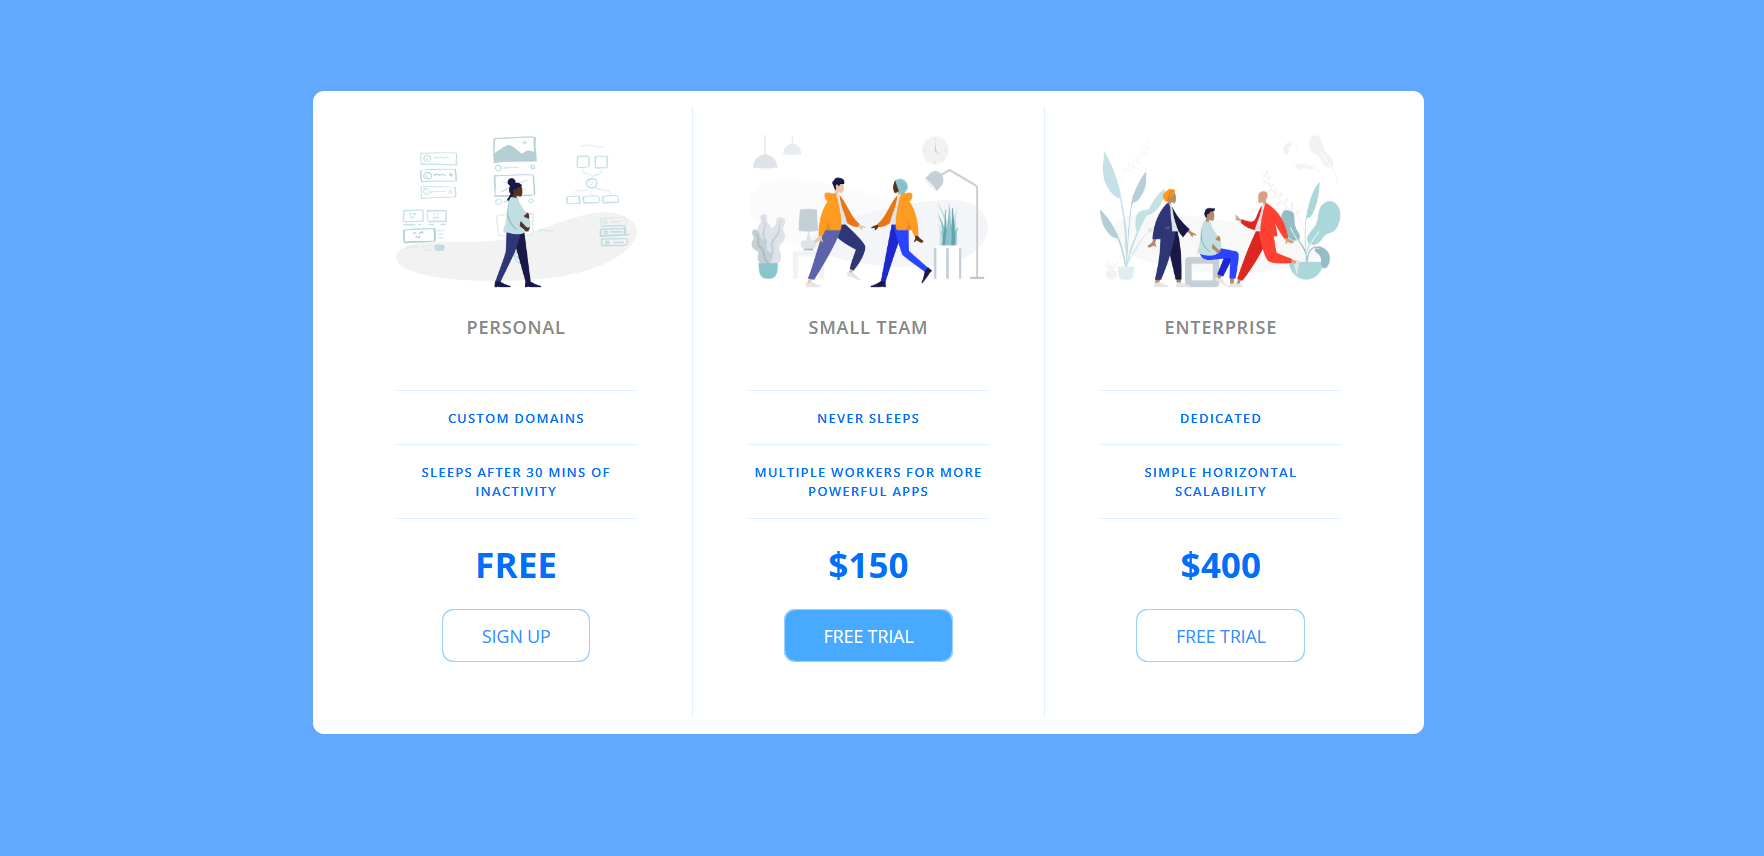 PERSONAL
CUSTOM DOMAINS
SLEEPS AFTER 30 MINS OF
INACTIVITY
FREE
SIGN UP
SMALL TEAM
NEVER SLEEPS
MULTIPLE WORKERS FOR MORE
POWERFUL APPS
$150
FREE TRIAL
ENTERPRISE
DEDICATED
SIMPLE HORIZONTAL
SCALABILITY
$400
FREE TRIAL